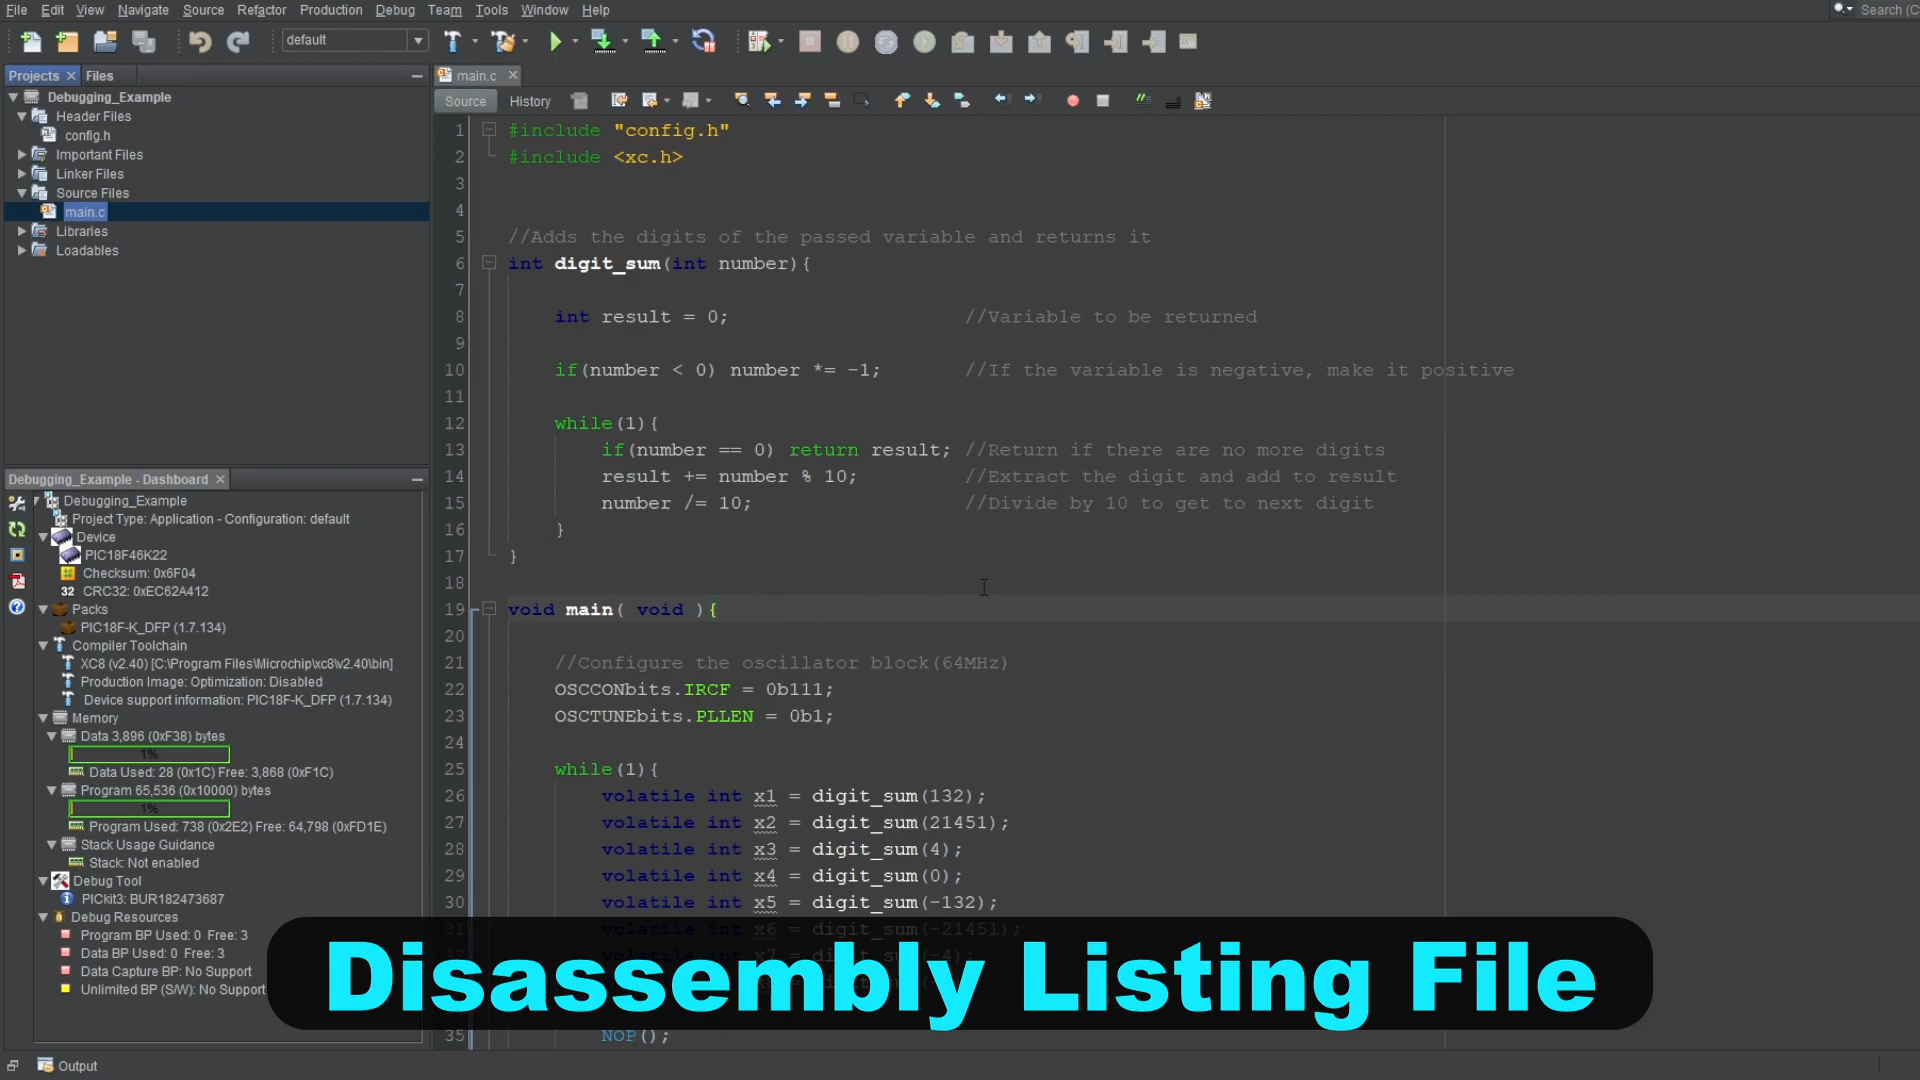 File Edit View Navigate Source Refactor Production Debug Team Tools Window Help
Search (C
default
Projects Files
main.c
Debugging_Example
Header Files
config.h
Important Files
Linker Files
Source Files
main.c
Libraries
Loadables
Source History
1 #include "config.h"
2 #include <xc.h>
3
4
5 //Adds the digits of the passed variable and returns it
6 int digit_sum(int number){
7
8 int result = 0; //Variable to be returned
9
10 if(number < 0) number *= -1; //If the variable is negative, make it positive
11
12 while(1){
13 if(number == 0) return result; //Return if there are no more digits
14 result += number % 10; //Extract the digit and add to result
15 number /= 10; //Divide by 10 to get to next digit
16 }
17 }
18
19 void main( void ){
20
21 //Configure the oscillator block(64MHz)
22 OSCCONbits.IRCF = 0b111;
23 OSCTUNEbits.PLLEN = 0b1;
24
25 while(1){
26 volatile int x1 = digit_sum(132);
27 volatile int x2 = digit_sum(21451);
28 volatile int x3 = digit_sum(4);
29 volatile int x4 = digit_sum(0);
30 volatile int x5 = digit_sum(-132);
31 volatile int x6 = digit_sum(-21451);
35 NOP();
Debugging_Example - Dashboard
Debugging_Example
Project Type: Application - Configuration: default
Device
PIC18F46K22
Checksum: 0x6F04
32 CRC32: 0xEC62A412
Packs
PIC18F-K_DFP (1.7.134)
Compiler Toolchain
XC8 (v2.40) [C:\Program Files\Microchip\xc8\v2.40\bin]
Production Image: Optimization: Disabled
Device support information: PIC18F-K_DFP (1.7.134)
Memory
Data 3,896 (0xF38) bytes
1%
Data Used: 28 (0x1C) Free: 3,868 (0xF1C)
Program 65,536 (0x10000) bytes
1%
Program Used: 738 (0x2E2) Free: 64,798 (0xFD1E)
Stack Usage Guidance
Stack: Not enabled
Debug Tool
PICkit3: BUR182473687
Debug Resources
Program BP Used: 0 Free: 3
Data BP Used: 0 Free: 3
Data Capture BP: No Support
Unlimited BP (S/W): No Support
Disassembly Listing File
Output